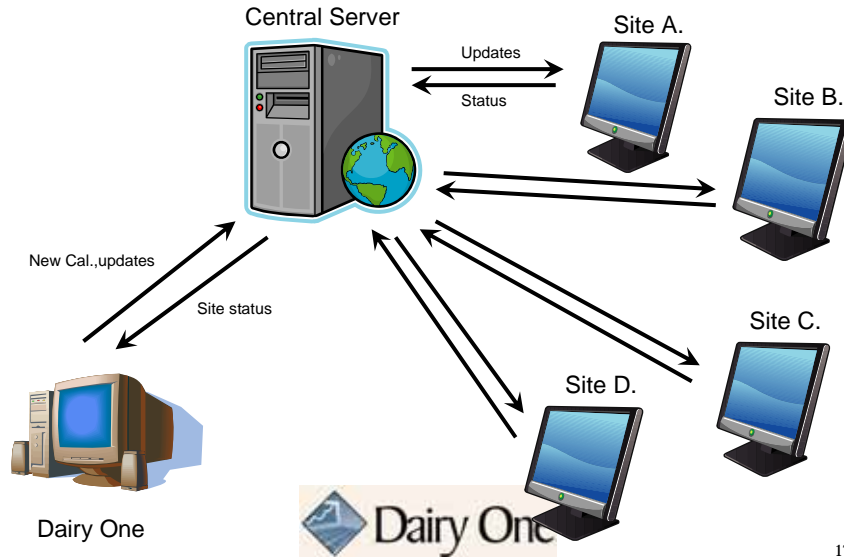 Central Server
Site A.
Updates
Status
Site B.
New Cal.,updates
Site status
Site C.
Site D.
Dairy One
Dairy One